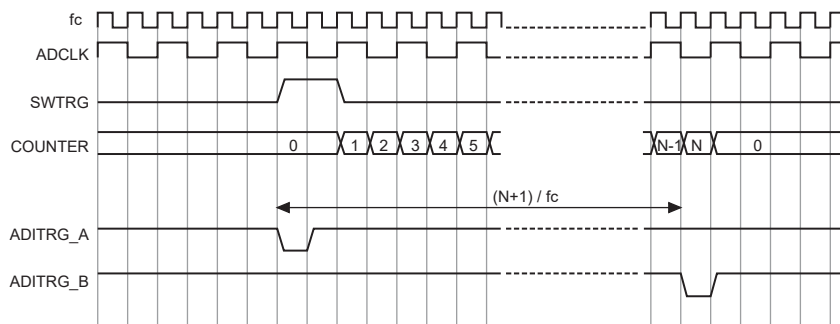 fc
ADCLK
SWTRG
COUNTER 0 1 2 3 4 5 N-1 N 0
(N+1) / fc
ADITRG_A
ADITRG_B